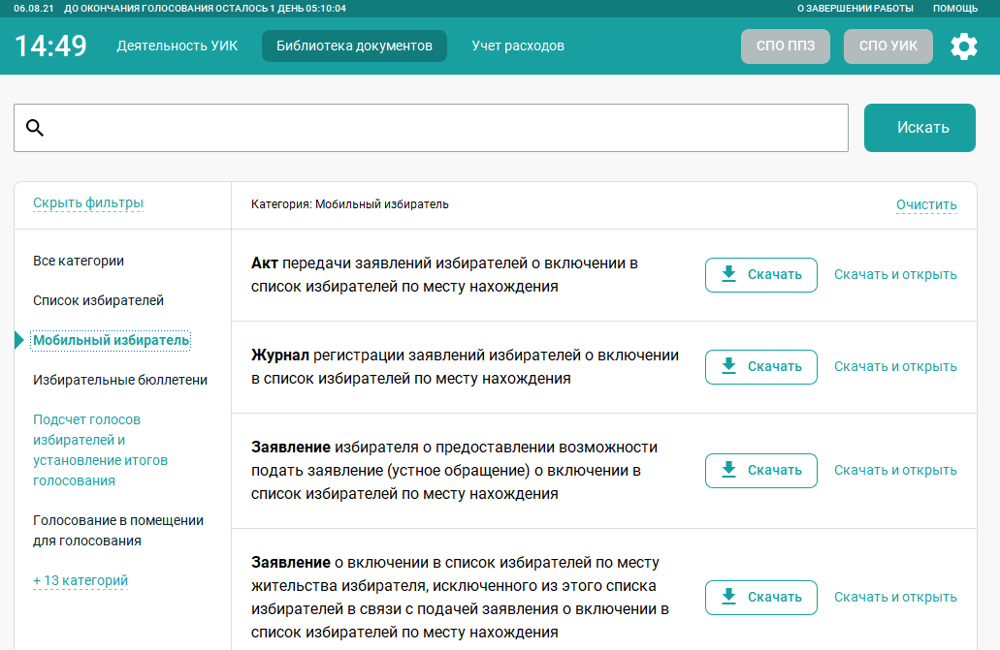 06.08.21 ДО ОКОНЧАНИЯ ГОЛОСОВАНИЯ ОСТАЛОСЬ 1 ДЕНЬ 05:10:04 О ЗАВЕРШЕНИИ РАБОТЫ ПОМОЩЬ
14:49 Деятельность УИК Библиотека документов Учет расходов СПО ППЗ СПО УИК
Искать
Скрыть фильтры
Категория: Мобильный избиратель
Очистить
Все категории
Список избирателей
Мобильный избиратель
Избирательные бюллетени
Подсчет голосов
избирателей и
установление итогов
голосования
Голосование в помещении
для голосования
+ 13 категорий
Акт передачи заявлений избирателей о включении в
список избирателей по месту нахождения
Скачать Скачать и открыть
Журнал регистрации заявлений избирателей о включении
в список избирателей по месту нахождения
Скачать Скачать и открыть
Заявление избирателя о предоставлении возможности
подать заявление (устное обращение) о включении в
список избирателей по месту нахождения
Скачать Скачать и открыть
Заявление о включении в список избирателей по месту
жительства избирателя, исключенного из этого списка
избирателей в связи с подачей заявления о включении в
список избирателей по месту нахождения
Скачать Скачать и открыть